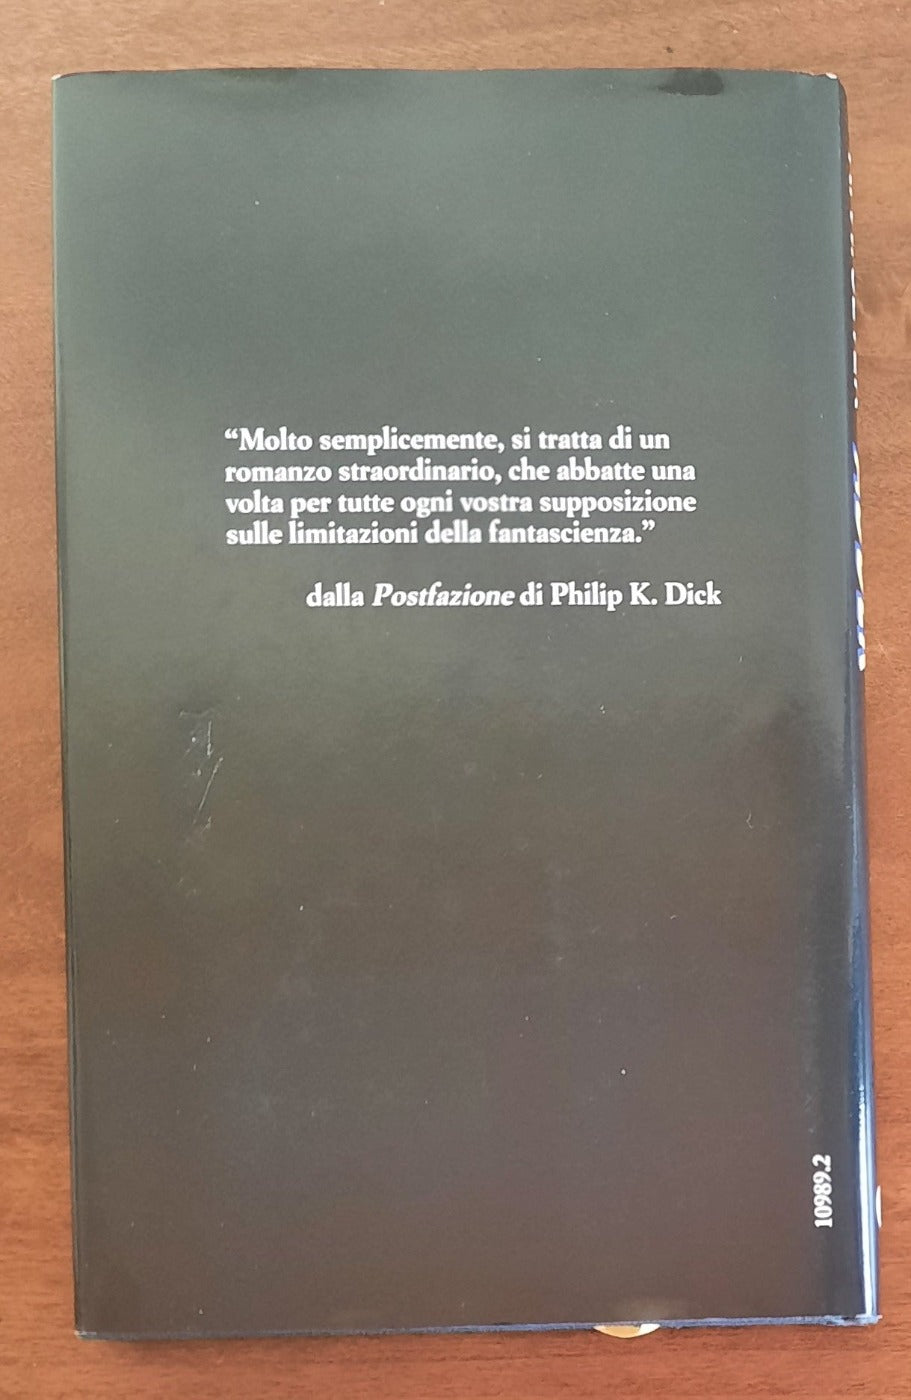 “Molto semplicemente, si tratta di un
romanzo straordinario, che abbatte una
volta per tutte ogni vostra supposizione
sulle limitazioni della fantascienza.”
dalla Postfazione di Philip K. Dick
10989.2